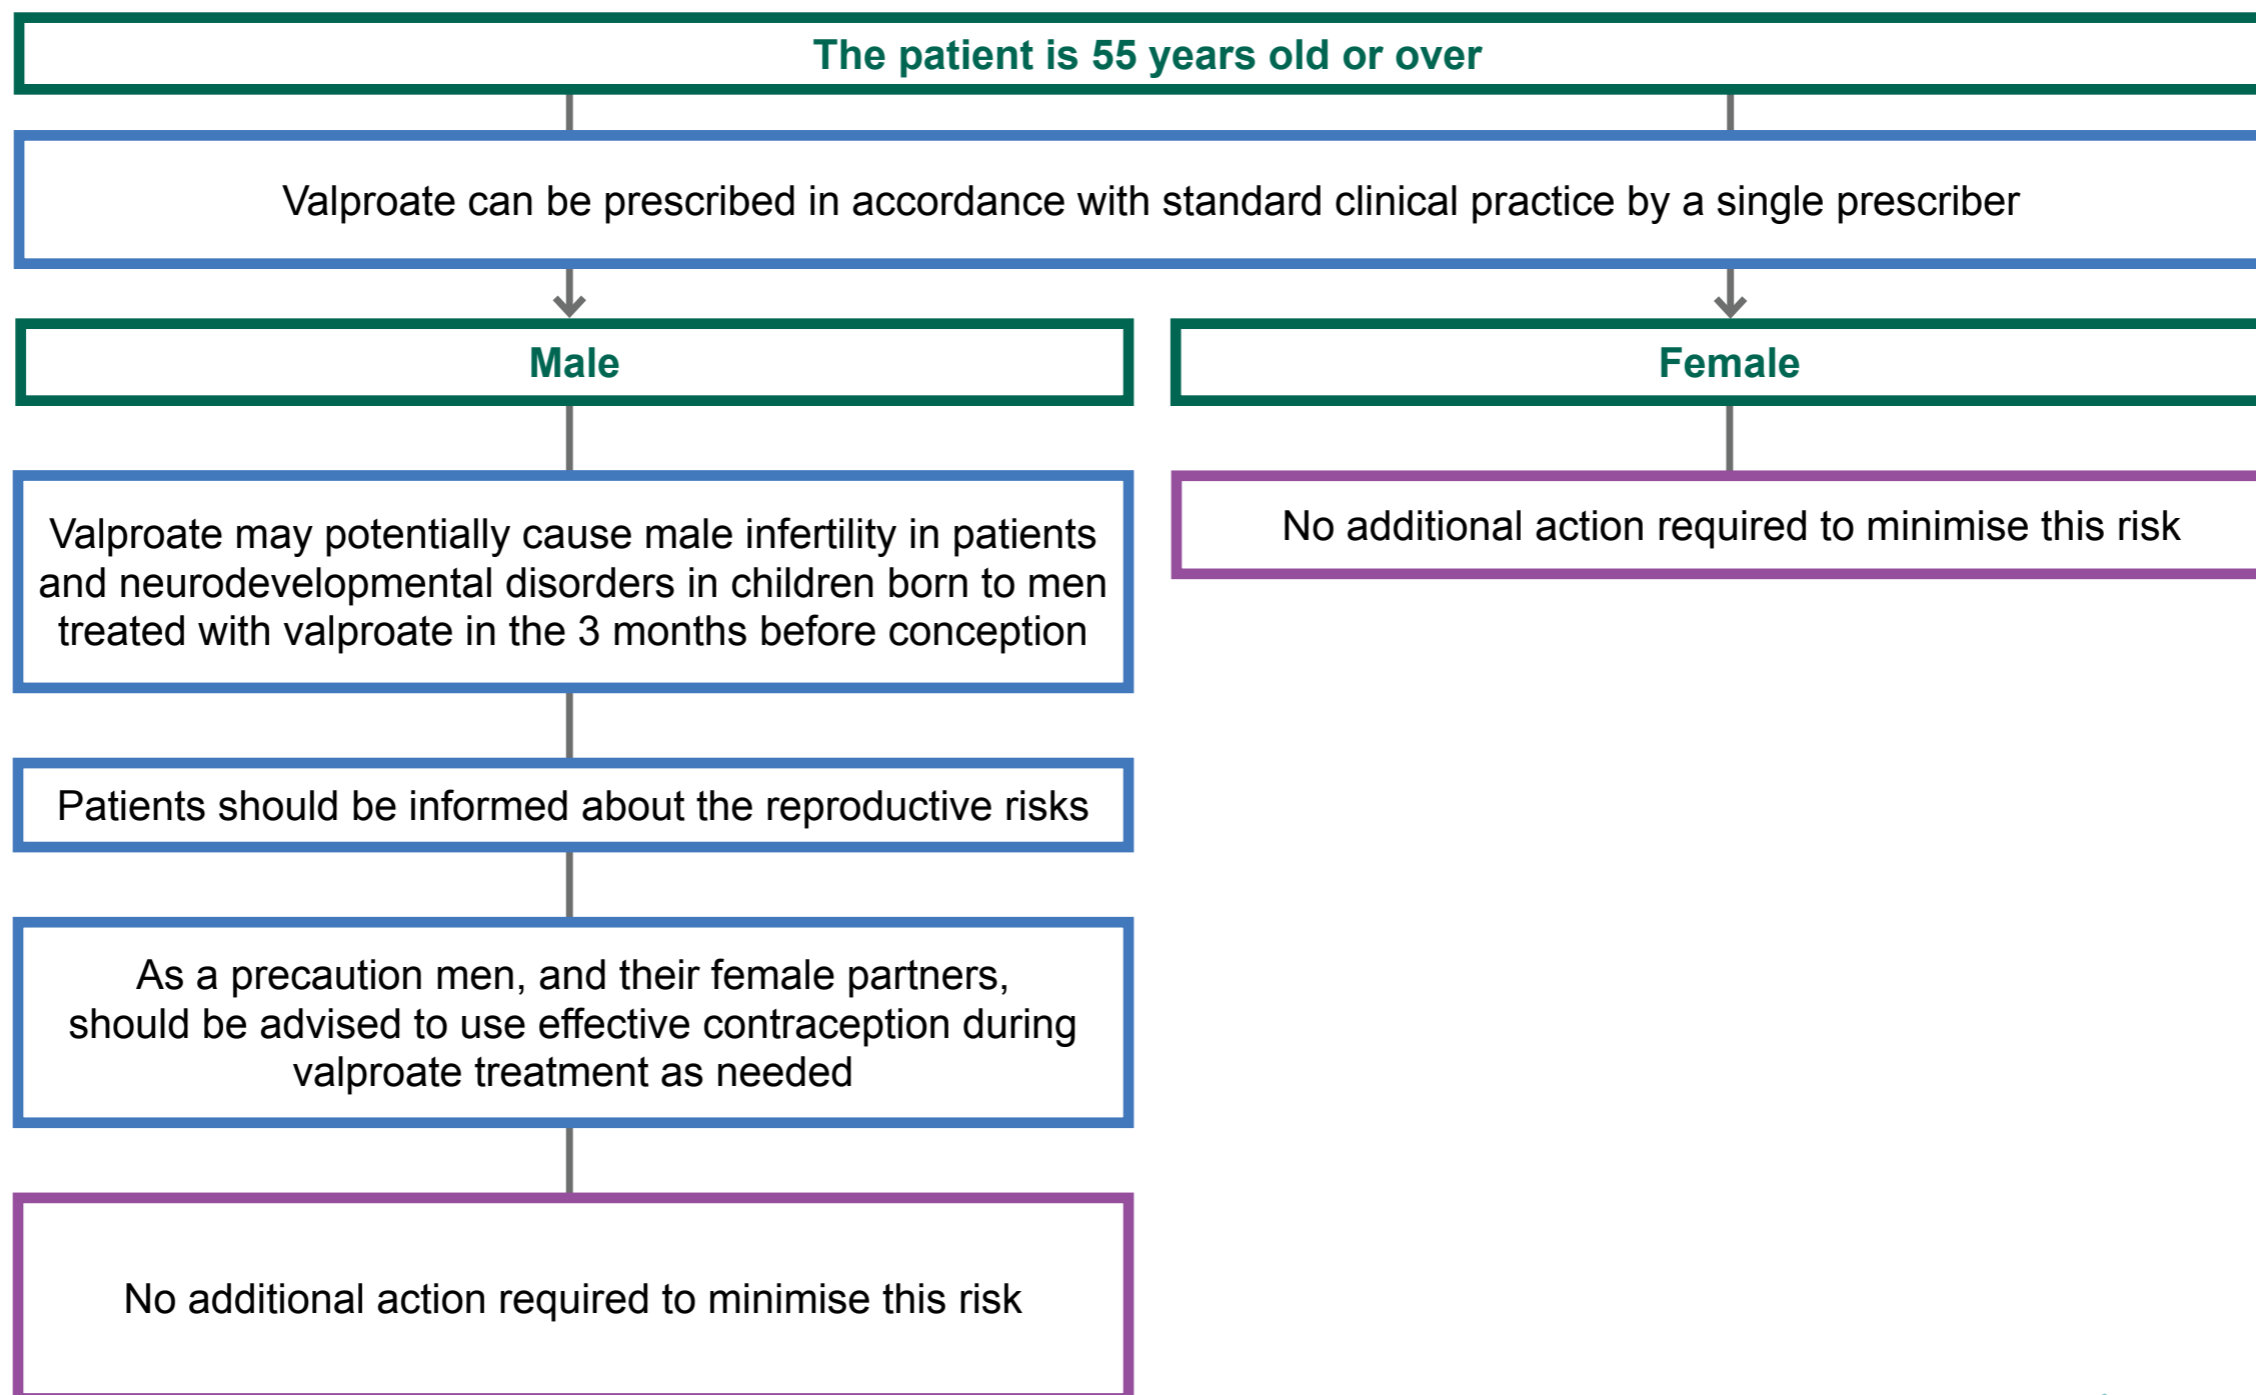 The patient is 55 years old or over
Valproate can be prescribed in accordance with standard clinical practice by a single prescriber
Male
Female
Valproate may potentially cause male infertility in patients
and neurodevelopmental disorders in children born to men
treated with valproate in the 3 months before conception
No additional action required to minimise this risk
Patients should be informed about the reproductive risks
As a precaution men, and their female partners,
should be advised to use effective contraception during
valproate treatment as needed
No additional action required to minimise this risk